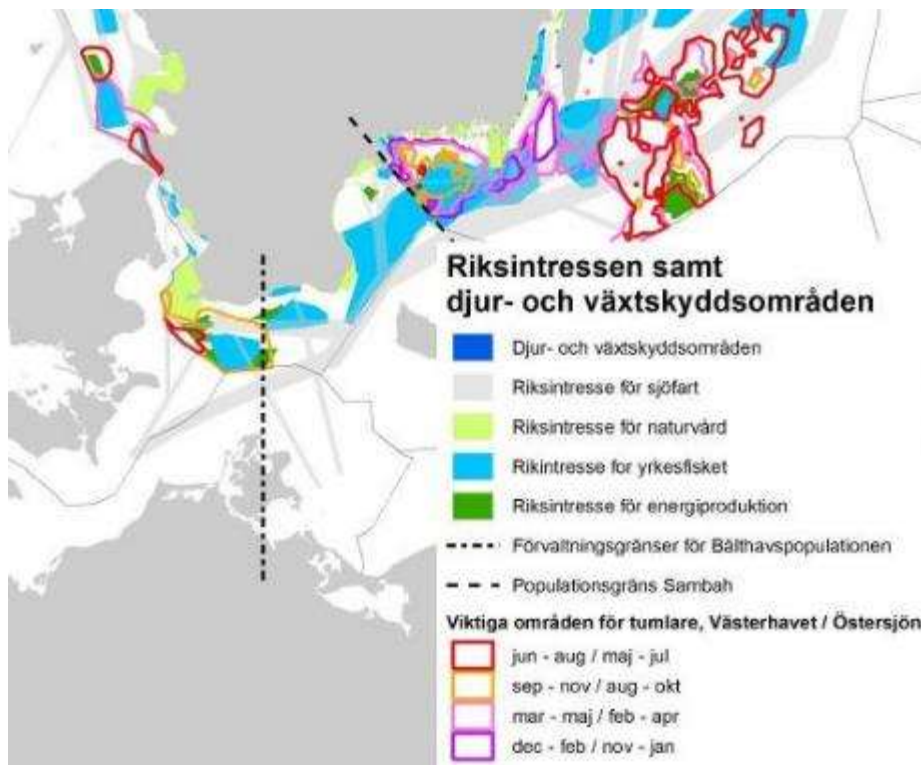 Riksintressen samt
djur- och växtskyddsområden
Djur- och växtskyddsområden
Riksintresse för sjöfart
Riksintresse för naturvård
Rikintresse for yrkesfisket
Riksintresse för energiproduktion
Förvaltningsgränser för Bälthavspopulationen
Populationsgräns Sambah
Viktiga områden för tumlare, Västerhavet / Östersjön
jun - aug / maj - jul
sep - nov / aug - okt
mar - maj / feb - apr
dec - feb / nov - jan